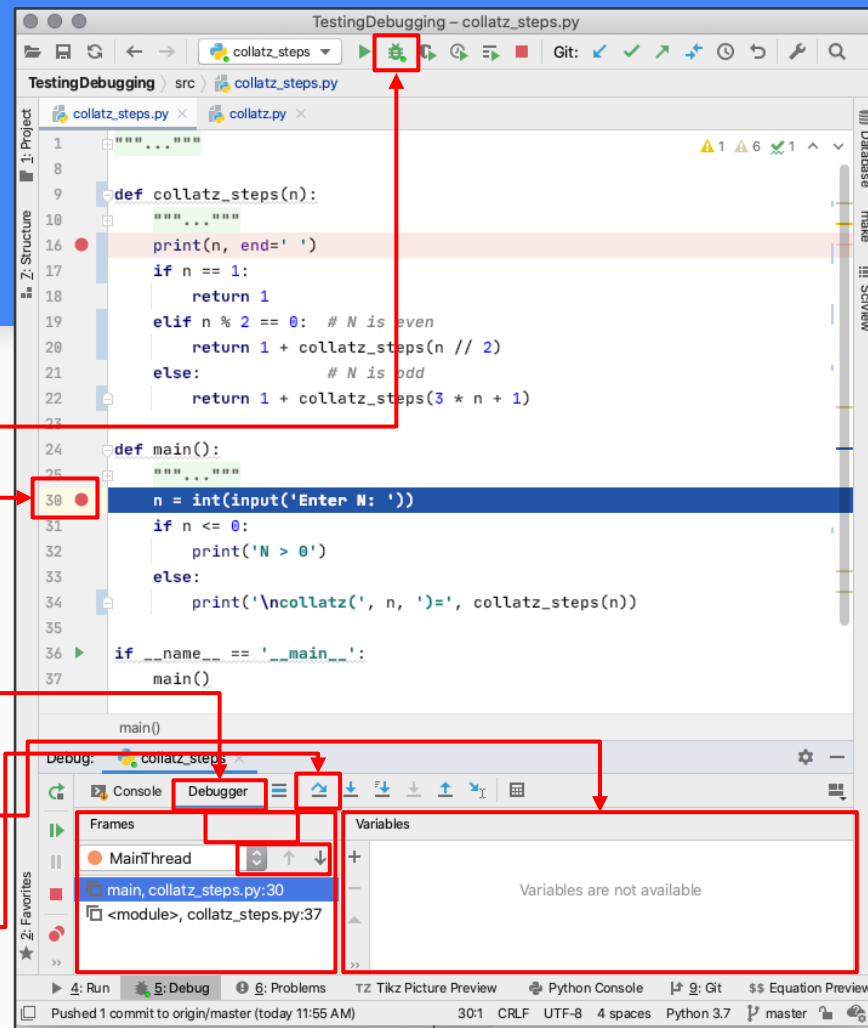 TestingDebugging – collatz_steps.py
collatz_steps Git:
TestingDebugging src collatz_steps.py
collatz_steps.py collatz.py
1: Project
Z: Structure
2: Favorites
Database
make
SciView
1 """...""" 1 6 1
8
9 def collatz_steps(n):
10 """..."""
16 print(n, end=' ')
17 if n == 1:
18 return 1
19 elif n % 2 == 0: # N is even
20 return 1 + collatz_steps(n // 2)
21 else: # N is odd
22 return 1 + collatz_steps(3 * n + 1)
23
24 def main():
25 """..."""
30 n = int(input('Enter N: '))
31 if n <= 0:
32 print('N > 0')
33 else:
34 print('\ncollatz(', n, ')=', collatz_steps(n))
35
36 if __name__ == '__main__':
37 main()
main()
Debug: collatz_steps
Console Debugger
Frames Variables
MainThread
main, collatz_steps.py:30
<module>, collatz_steps.py:37
Variables are not available
4: Run 5: Debug 6: Problems TZ Tikz Picture Preview Python Console 9: Git $$ Equation Preview
Pushed 1 commit to origin/master (today 11:55 AM) 30:1 CRLF UTF-8 4 spaces Python 3.7 master